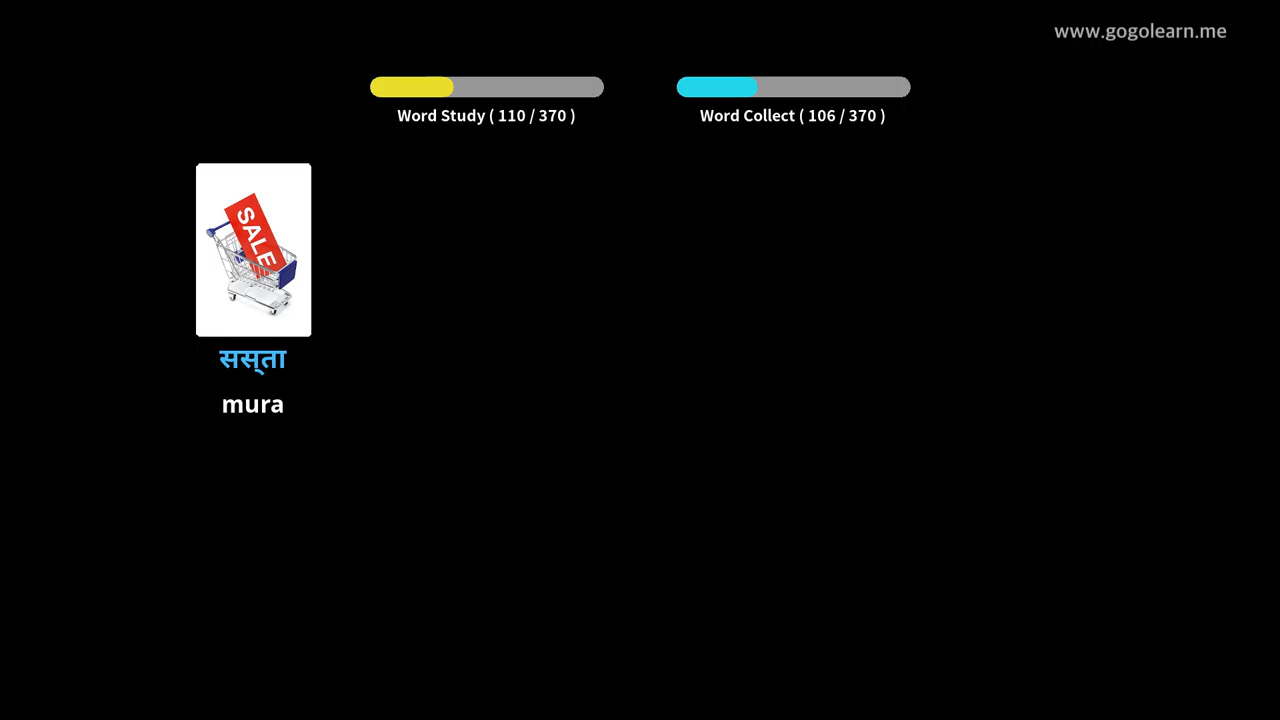 www.gogolearn.me
Word Study ( 110 / 370 )
Word Collect ( 106 / 370 )
SALE
सस्ता
mura